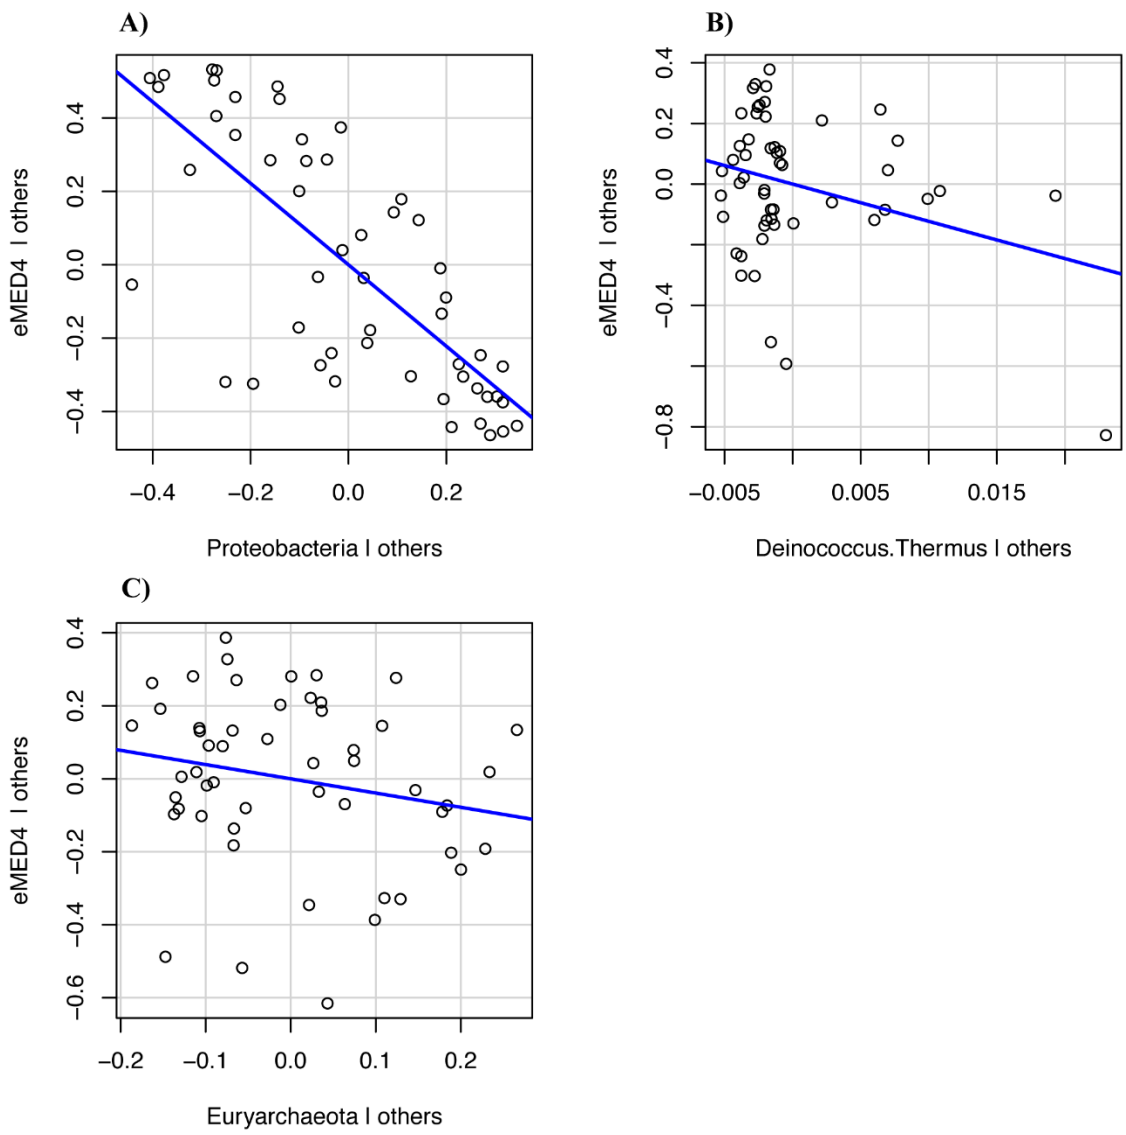 A)
eMED4 | others
0.4
0.2
0.0
−0.2
−0.4
−0.4 −0.2 0.0 0.2
Proteobacteria | others
B)
eMED4 | others
0.4
0.2
0.0
−0.4
−0.8
−0.005 0.005 0.015
Deinococcus.Thermus | others
C)
eMED4 | others
0.4
0.2
0.0
−0.2
−0.4
−0.6
−0.2 −0.1 0.0 0.1 0.2
Euryarchaeota | others